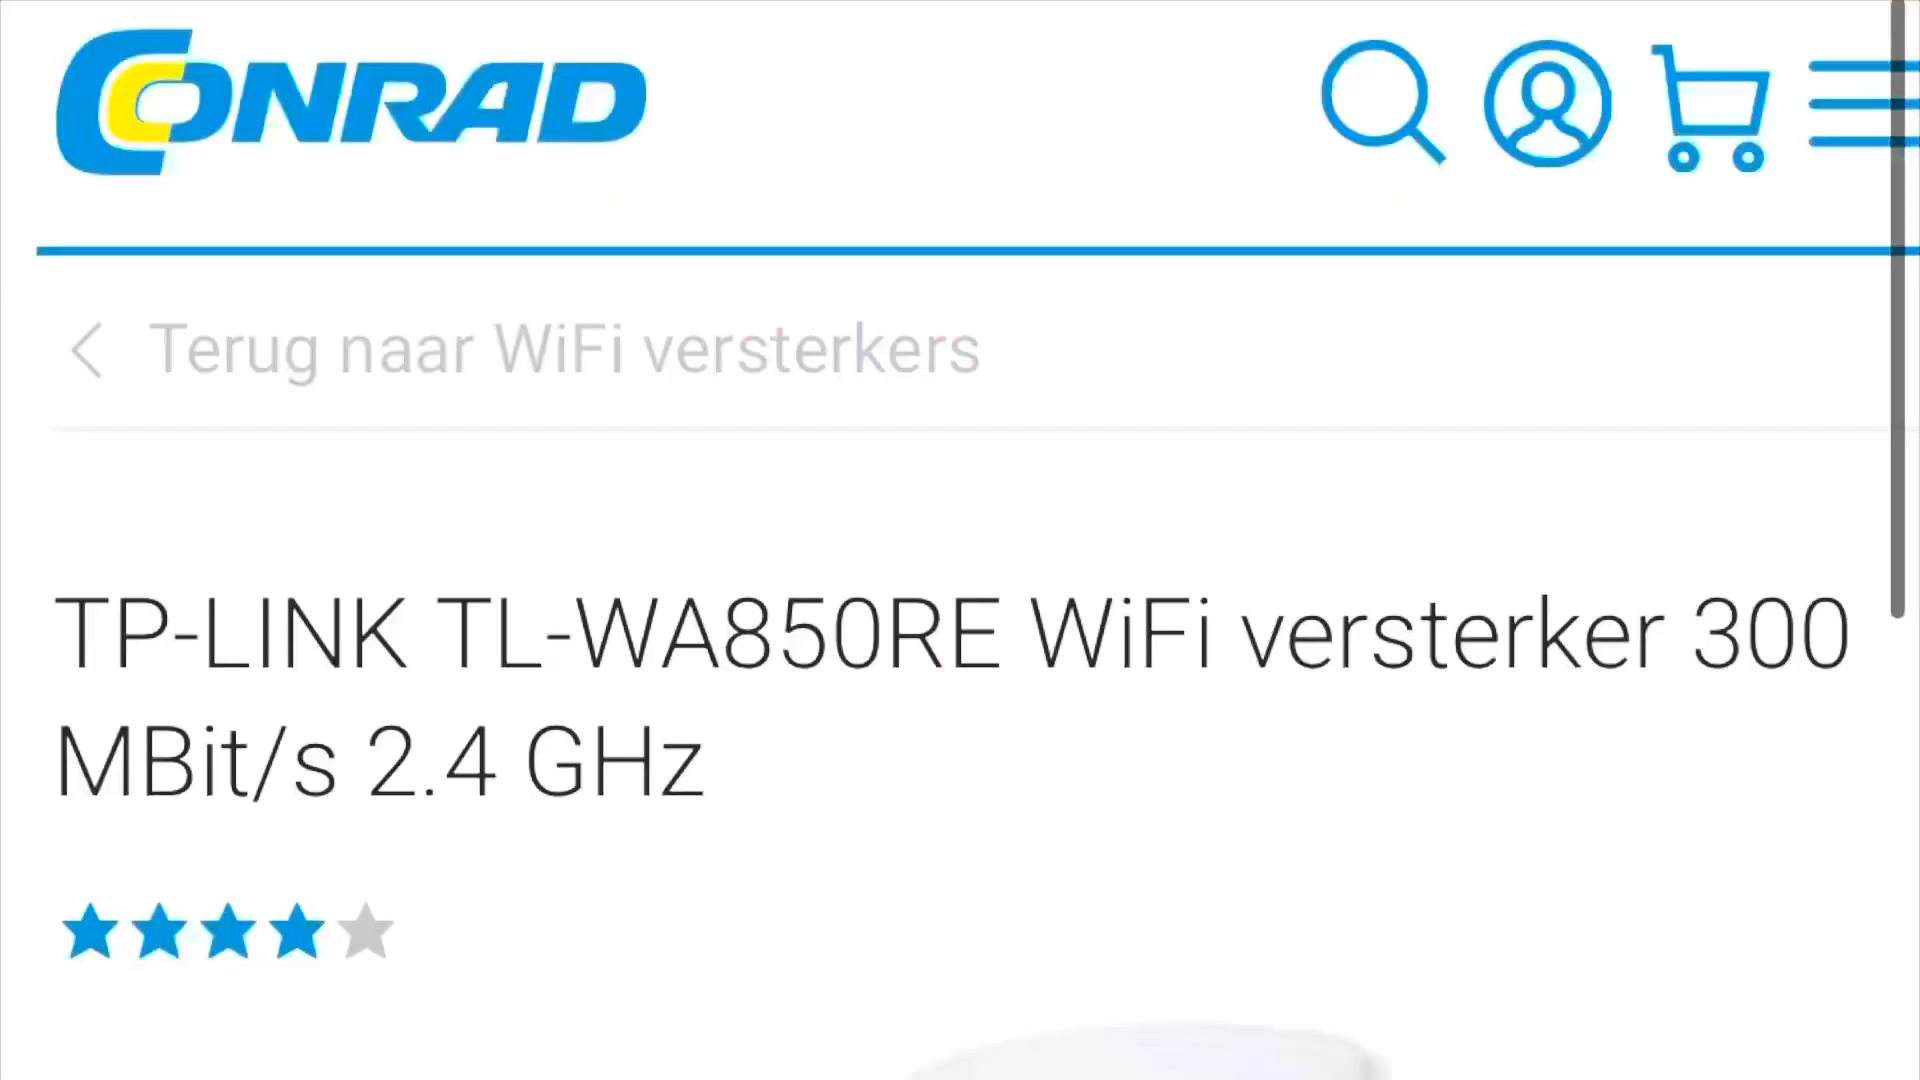 CONRAD
Terug naar WiFi versterkers
TP-LINK TL-WA850RE WiFi versterker 300
MBit/s 2.4 GHz